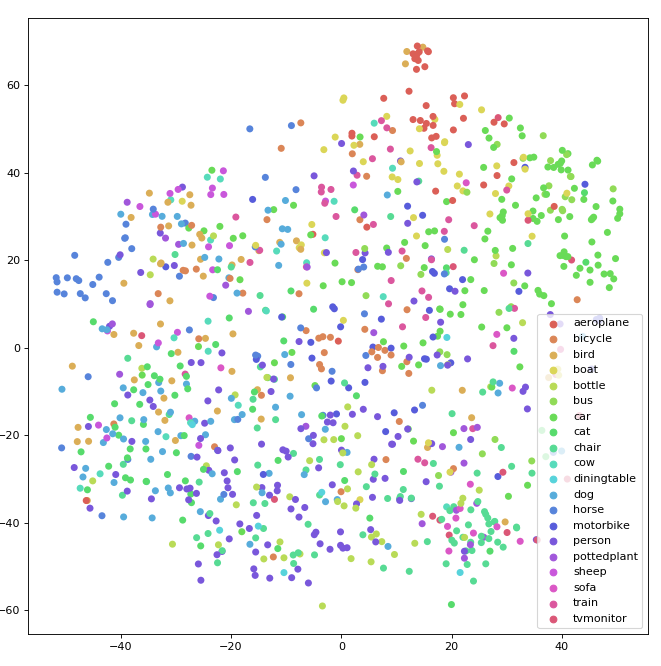 60
40
20
0
−20
−40
−60
−40
−20
0
20
40
aeroplane
bicycle
bird
boat
bottle
bus
car
cat
chair
cow
diningtable
dog
horse
motorbike
person
pottedplant
sheep
sofa
train
tvmonitor